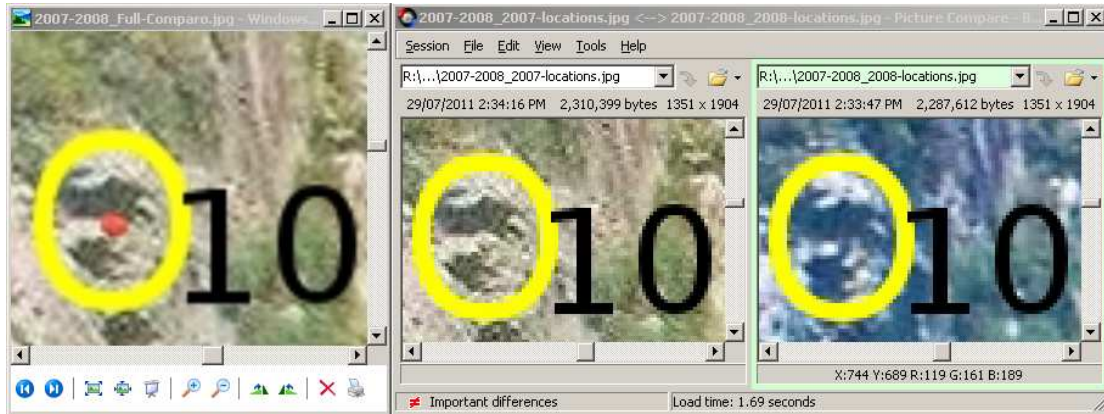 2007-2008_Full-Comparo.jpg - Windows...
10
2007-2008_2007-locations.jpg <--> 2007-2008_2008-locations.jpg - Picture Compare - B...
Session File Edit View Tools Help
R:\...\2007-2008_2007-locations.jpg
29/07/2011 2:34:16 PM 2,310,399 bytes 1351 x 1904
10
R:\...\2007-2008_2008-locations.jpg
29/07/2011 2:33:47 PM 2,287,612 bytes 1351 x 1904
10
X:744 Y:689 R:119 G:161 B:189
Important differences
Load time: 1.69 seconds